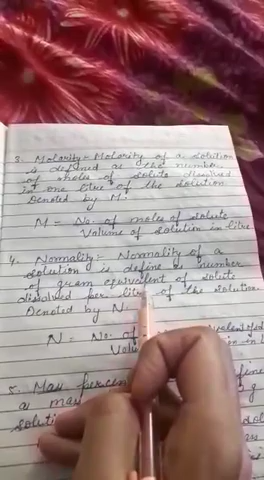 3. Molarity:- Molarity of a solution
is defined as the number
of moles of solute dissolved
in one litre of the solution
Denoted by M.
M = No. of moles of solute
Volume of solution in litre
4. Normality:- Normality of a
solution is define as number
of gram equivalent of solute
dissolved per litre of the solution.
Denoted by N.
N = No. of
5. Mass
a mas